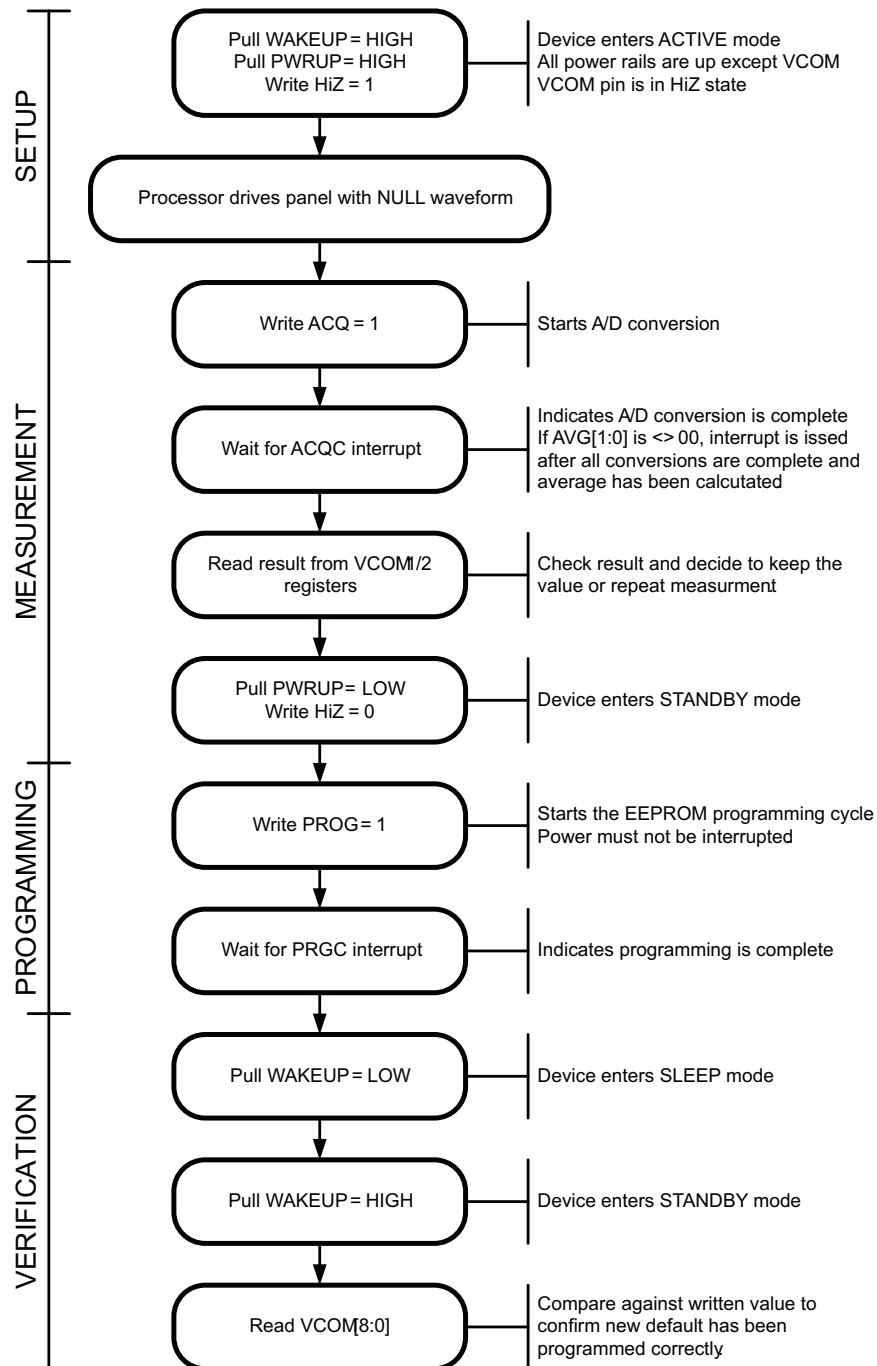 SETUP
Pull WAKEUP = HIGH
Pull PWRUP = HIGH
Write HiZ = 1
Device enters ACTIVE mode
All power rails are up except VCOM
VCOM pin is in HiZ state
Processor drives panel with NULL waveform
MEASUREMENT
Write ACQ = 1
Starts A/D conversion
Wait for ACQC interrupt
Indicates A/D conversion is complete
If AVG[1:0] is <> 00, interrupt is issed
after all conversions are complete and
average has been calcutated
Read result from VCOM1/2
registers
Check result and decide to keep the
value or repeat measurment.
Pull PWRUP = LOW
Write HiZ = 0
Device enters STANDBY mode
PROGRAMMING
Write PROG = 1
Starts the EEPROM programming cycle
Power must not be interrupted
Wait for PRGC interrupt
Indicates programming is complete
VERIFICATION
Pull WAKEUP = LOW
Device enters SLEEP mode
Pull WAKEUP = HIGH
Device enters STANDBY mode
Read VCOM[8:0]
Compare against written value to
confirm new default has been
programmed correctly.